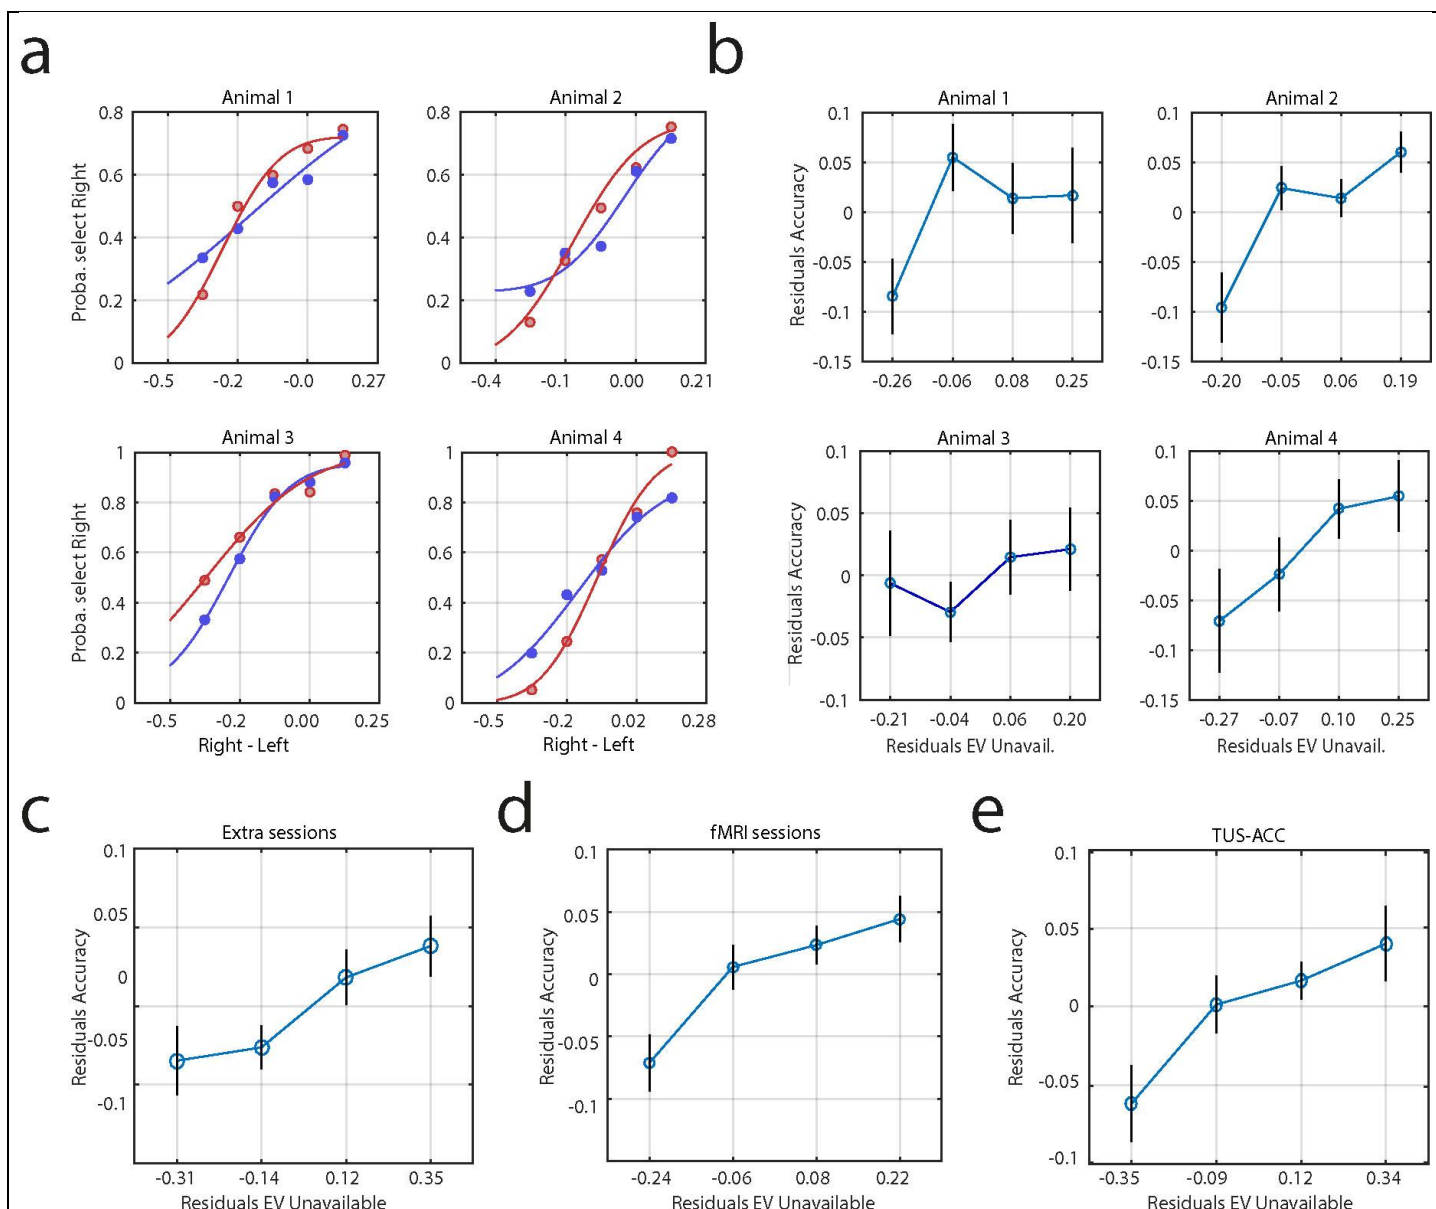 a
b
Animal 1
Animal 2
Proba. select Right
0.8
0.6
0.4
0.2
0
-0.5 -0.2 -0.0 0.27
0.8
0.6
0.4
0.2
0
-0.4 -0.1 0.00 0.21
Animal 3
Animal 4
Proba. select Right
1
0.8
0.6
0.4
0.2
0
-0.5 -0.2 0.00 0.25
Right - Left
1
0.8
0.6
0.4
0.2
0
-0.5 -0.2 0.02 0.28
Right - Left
Animal 1
Animal 2
Residuals Accuracy
0.1
0.05
0
-0.05
-0.1
-0.15
-0.26 -0.06 0.08 0.25
0.1
0.05
0
-0.05
-0.1
-0.15
-0.20 -0.05 0.06 0.19
Animal 3
Animal 4
Residuals Accuracy
0.1
0.05
0
-0.05
-0.1
-0.21 -0.04 0.06 0.20
Residuals EV Unavail.
0.1
0.05
0
-0.05
-0.1
-0.15
-0.27 -0.07 0.10 0.25
Residuals EV Unavail.
c
Extra sessions
Residuals Accuracy
0.1
0.05
0
-0.05
-0.1
-0.31 -0.14 0.12 0.35
Residuals EV Unavailable
d
fMRI sessions
Residuals Accuracy
0.1
0.05
0
-0.05
-0.1
-0.24 -0.06 0.08 0.22
Residuals EV Unavailable
e
TUS-ACC
Residuals Accuracy
0.1
0.05
0
-0.05
-0.1
-0.35 -0.09 0.12 0.34
Residuals EV Unavailable